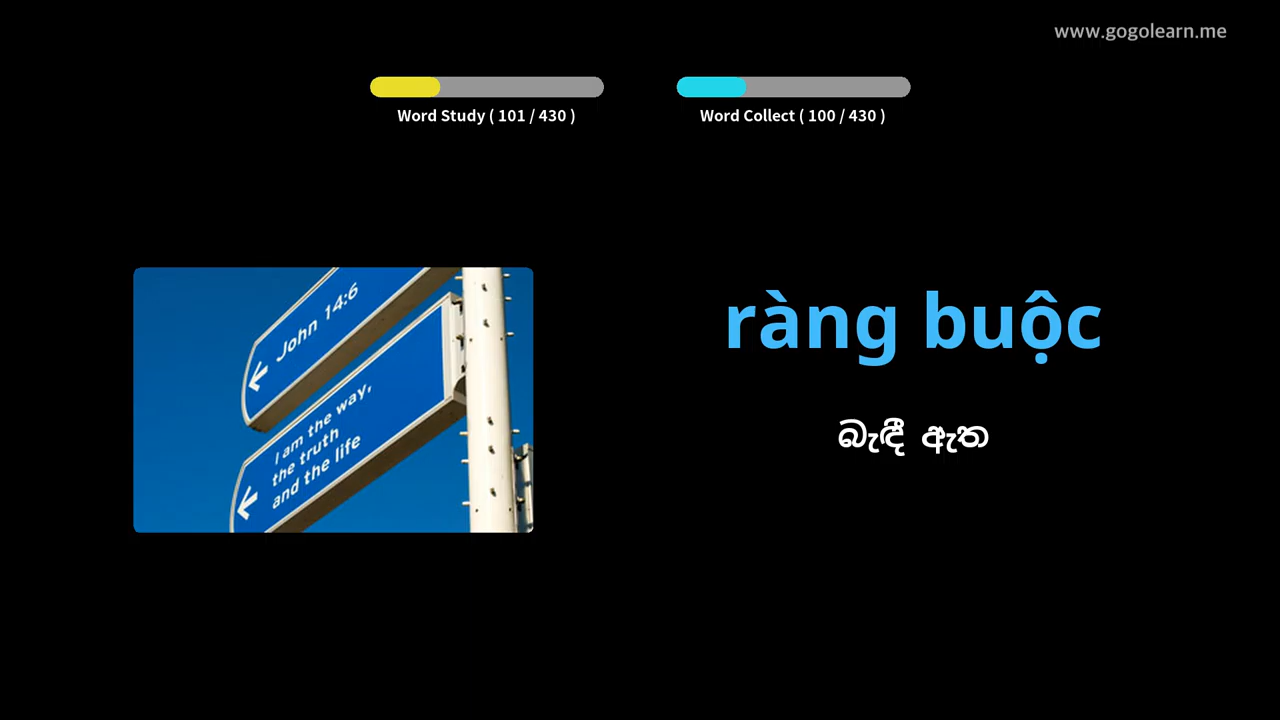 www.gogolearn.me
Word Study ( 101 / 430 )
Word Collect ( 100 / 430 )
John 14:6
I am the way,
the truth
and the life
ràng buộc
බැඳී ඇත